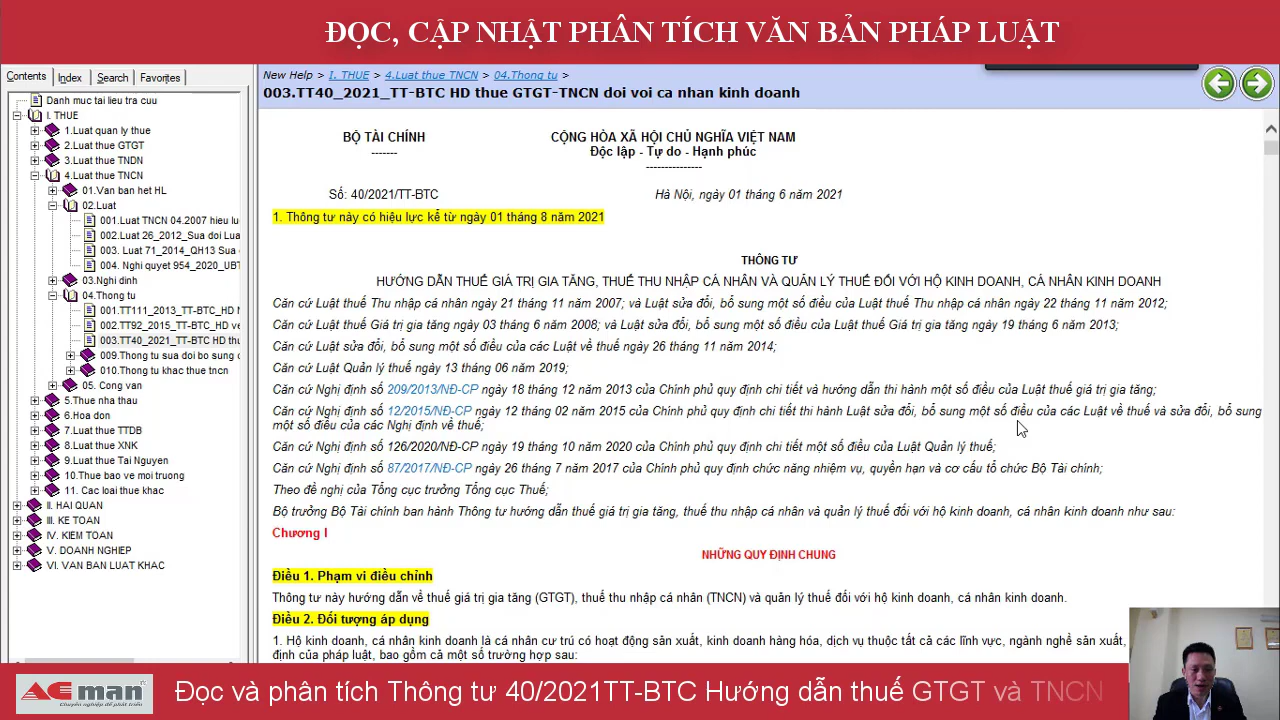 ĐỌC, CẬP NHẬT PHÂN TÍCH VĂN BẢN PHÁP LUẬT
Contents Index Search Favorites
Danh muc tai lieu tra cuu
I. THUE
1.Luat quan ly thue
2.Luat thue GTGT
3.Luat thue TNDN
4.Luat thue TNCN
01.Van ban het HL
02.Luat
001.Luat TNCN 04.2007 hieu lu
002.Luat 26_2012_Sua doi Lua
003. Luat 71_2014_QH13 Sua
004. Nghi quyet 954_2020_UBT
03.Nghi dinh
04.Thong tu
001.TT111_2013_TT-BTC_HD N
002.TT92_2015_TT-BTC_HD ve
003.TT40_2021_TT-BTC HD thu
009.Thong tu sua doi bo sung c
010.Thong tu khac thue tncn
05. Cong van
5.Thue nha thau
6.Hoa don
7.Luat thue TTDB
8.Luat thue XNK
9.Luat thue Tai Nguyen
10.Thue bao ve moi truong
11. Cac loai thue khac
II. HAI QUAN
III. KE TOAN
IV. KIEM TOAN
V. DOANH NGHIEP
VI. VAN BAN LUAT KHAC
New Help > I. THUE > 4.Luat thue TNCN > 04.Thong tu >
003.TT40_2021_TT-BTC HD thue GTGT-TNCN doi voi ca nhan kinh doanh
BỘ TÀI CHÍNH CỘNG HÒA XÃ HỘI CHỦ NGHĨA VIỆT NAM
------- Độc lập - Tự do - Hạnh phúc
---------------
Số: 40/2021/TT-BTC Hà Nội, ngày 01 tháng 6 năm 2021
1. Thông tư này có hiệu lực kể từ ngày 01 tháng 8 năm 2021
THÔNG TƯ
HƯỚNG DẪN THUẾ GIÁ TRỊ GIA TĂNG, THUẾ THU NHẬP CÁ NHÂN VÀ QUẢN LÝ THUẾ ĐỐI VỚI HỘ KINH DOANH, CÁ NHÂN KINH DOANH
Căn cứ Luật thuế Thu nhập cá nhân ngày 21 tháng 11 năm 2007; và Luật sửa đổi, bổ sung một số điều của Luật thuế Thu nhập cá nhân ngày 22 tháng 11 năm 2012;
Căn cứ Luật thuế Giá trị gia tăng ngày 03 tháng 6 năm 2008; và Luật sửa đổi, bổ sung một số điều của Luật thuế Giá trị gia tăng ngày 19 tháng 6 năm 2013;
Căn cứ Luật sửa đổi, bổ sung một số điều của các Luật về thuế ngày 26 tháng 11 năm 2014;
Căn cứ Luật Quản lý thuế ngày 13 tháng 06 năm 2019;
Căn cứ Nghị định số 209/2013/NĐ-CP ngày 18 tháng 12 năm 2013 của Chính phủ quy định chi tiết và hướng dẫn thi hành một số điều của Luật thuế giá trị gia tăng;
Căn cứ Nghị định số 12/2015/NĐ-CP ngày 12 tháng 02 năm 2015 của Chính phủ quy định chi tiết thi hành Luật sửa đổi, bổ sung một số điều của các Luật về thuế và sửa đổi, bổ sung
một số điều của các Nghị định về thuế;
Căn cứ Nghị định số 126/2020/NĐ-CP ngày 19 tháng 10 năm 2020 của Chính phủ quy định chi tiết một số điều của Luật Quản lý thuế;
Căn cứ Nghị định số 87/2017/NĐ-CP ngày 26 tháng 7 năm 2017 của Chính phủ quy định chức năng nhiệm vụ, quyền hạn và cơ cấu tổ chức Bộ Tài chính;
Theo đề nghị của Tổng cục trưởng Tổng cục Thuế;
Bộ trưởng Bộ Tài chính ban hành Thông tư hướng dẫn thuế giá trị gia tăng, thuế thu nhập cá nhân và quản lý thuế đối với hộ kinh doanh, cá nhân kinh doanh như sau:
Chương I
NHỮNG QUY ĐỊNH CHUNG
Điều 1. Phạm vi điều chỉnh
Thông tư này hướng dẫn về thuế giá trị gia tăng (GTGT), thuế thu nhập cá nhân (TNCN) và quản lý thuế đối với hộ kinh doanh, cá nhân kinh doanh.
Điều 2. Đối tượng áp dụng
1. Hộ kinh doanh, cá nhân kinh doanh là cá nhân cư trú có hoạt động sản xuất, kinh doanh hàng hóa, dịch vụ thuộc tất cả các lĩnh vực, ngành nghề sản xuất,
định của pháp luật, bao gồm cả một số trường hợp sau:
ACman
Chuyên nghiệp để phát triển
Đọc và phân tích Thông tư 40/2021TT-BTC Hướng dẫn thuế GTGT và TNCN